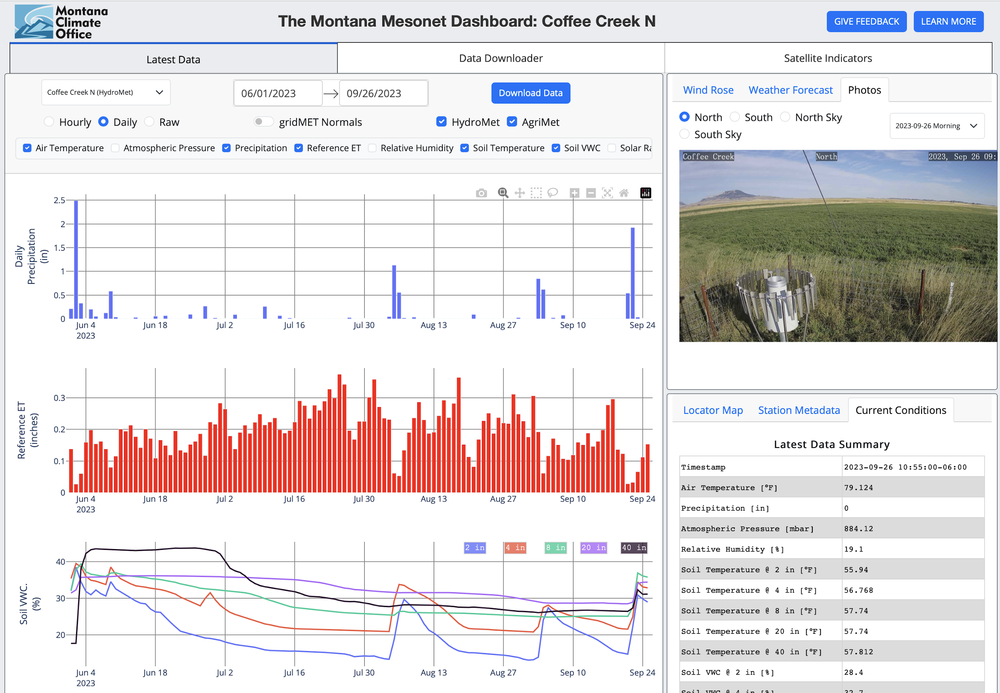 Montana
Climate
Office
The Montana Mesonet Dashboard: Coffee Creek N
GIVE FEEDBACK
LEARN MORE
Latest Data
Data Downloader
Satellite Indicators
Coffee Creek N (HydroMet)
06/01/2023
09/26/2023
Download Data
Hourly
Daily
Raw
gridMET Normals
HydroMet
AgriMet
Air Temperature
Atmospheric Pressure
Precipitation
Reference ET
Relative Humidity
Soil Temperature
Soil VWC
Solar
Daily
Precipitation
(in)
2.5
2
1.5
1
0.5
0
Jun 4
2023
Jun 18
Jul 2
Jul 16
Jul 30
Aug 13
Aug 27
Sep 10
Sep 24
Reference ET
(inches)
0.3
0.2
0.1
0
Jun 4
2023
Jun 18
Jul 2
Jul 16
Jul 30
Aug 13
Aug 27
Sep 10
Sep 24
Soil VWC.
(%)
40
30
20
2 in
4 in
8 in
20 in
40 in
Jun 4
2023
Jun 18
Jul 2
Jul 16
Jul 30
Aug 13
Aug 27
Sep 10
Sep 24
Wind Rose
Weather Forecast
Photos
North
South
North Sky
South Sky
2023-09-26 Morning
Coffee Creek
North
2023, Sep 26 09:
Locator Map
Station Metadata
Current Conditions
Latest Data Summary
Timestamp 2023-09-26 10:55:00-06:00
Air Temperature [°F] 79.124
Precipitation [in] 0
Atmospheric Pressure [mbar] 884.12
Relative Humidity [%] 19.1
Soil Temperature @ 2 in [°F] 55.94
Soil Temperature @ 4 in [°F] 56.768
Soil Temperature @ 8 in [°F] 57.74
Soil Temperature @ 20 in [°F] 57.74
Soil Temperature @ 40 in [°F] 57.812
Soil VWC @ 2 in [%] 28.4
Soil VWC @ 4 in [%] 32.7